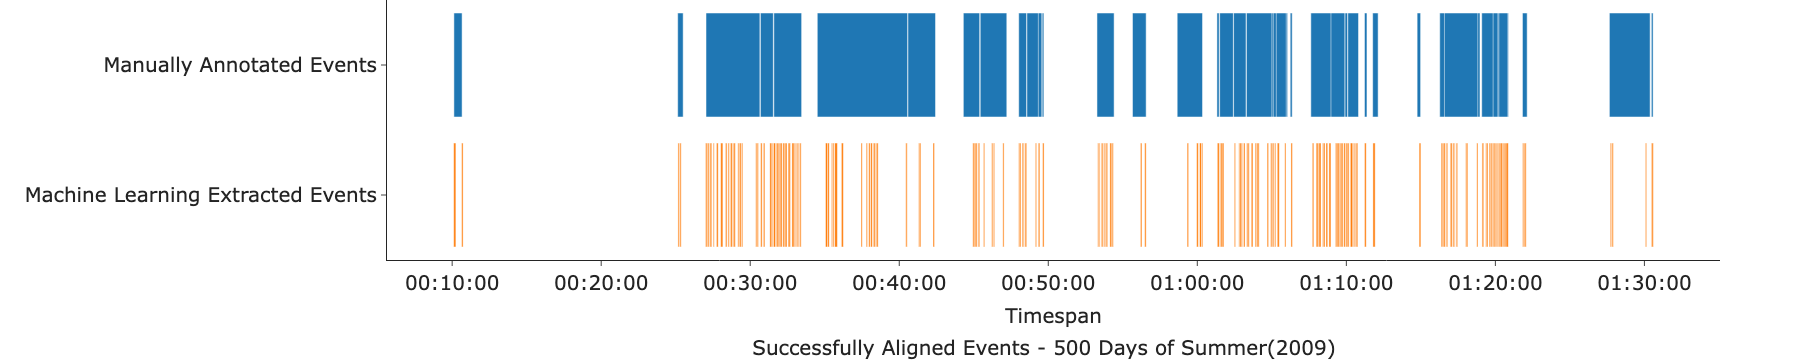 Manually Annotated Events
Machine Learning Extracted Events
00:10:00 00:20:00 00:30:00 00:40:00 00:50:00 01:00:00 01:10:00 01:20:00 01:30:00
Timespan
Successfully Aligned Events - 500 Days of Summer(2009)